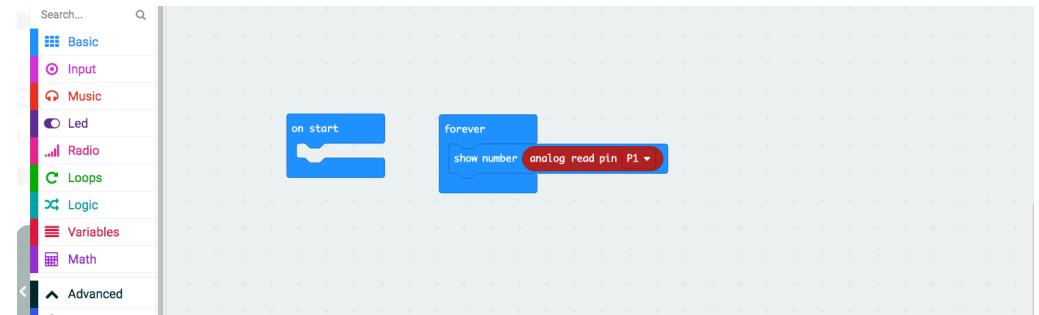 Search...
Basic
Input
Music
Led
Radio
Loops
Logic
Variables
Math
Advanced
on start
forever
show number analog read pin P1